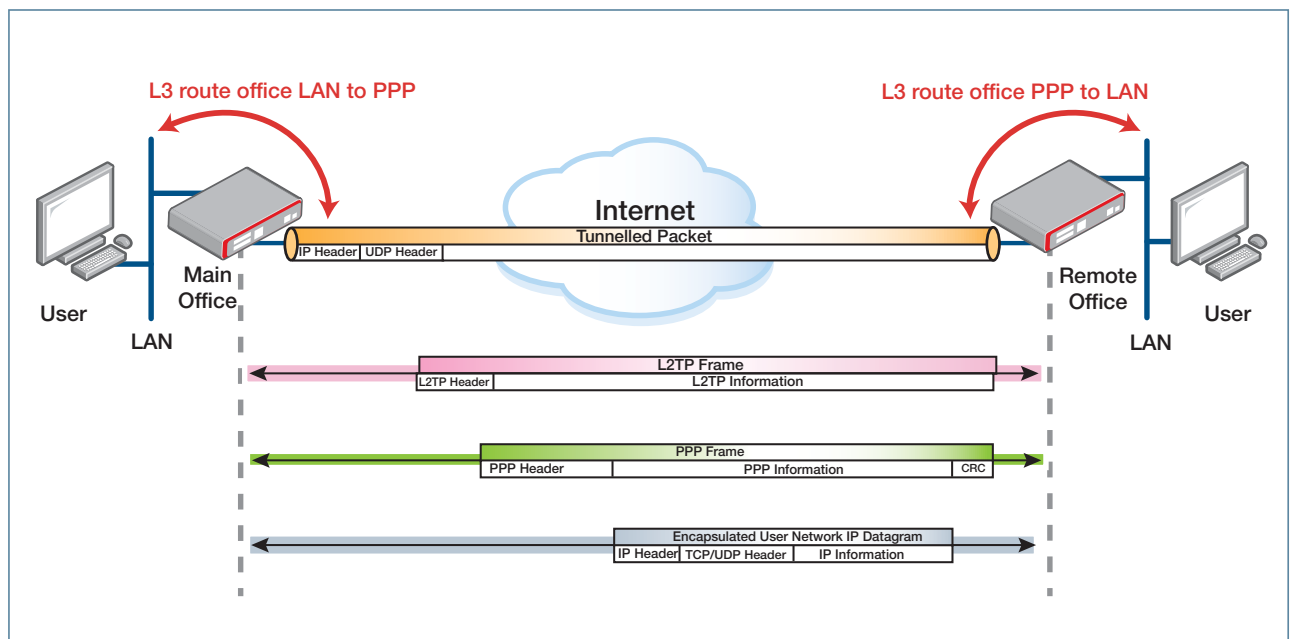 L3 route office LAN to PPP
L3 route office PPP to LAN
Internet
Tunnelled Packet
IP Header UDP Header
Main
Office
Remote
Office
User
User
LAN
LAN
L2TP Frame
L2TP Header L2TP Information
PPP Frame
PPP Header PPP Information CRC
Encapsulated User Network IP Datagram
IP Header TCP/UDP Header IP Information